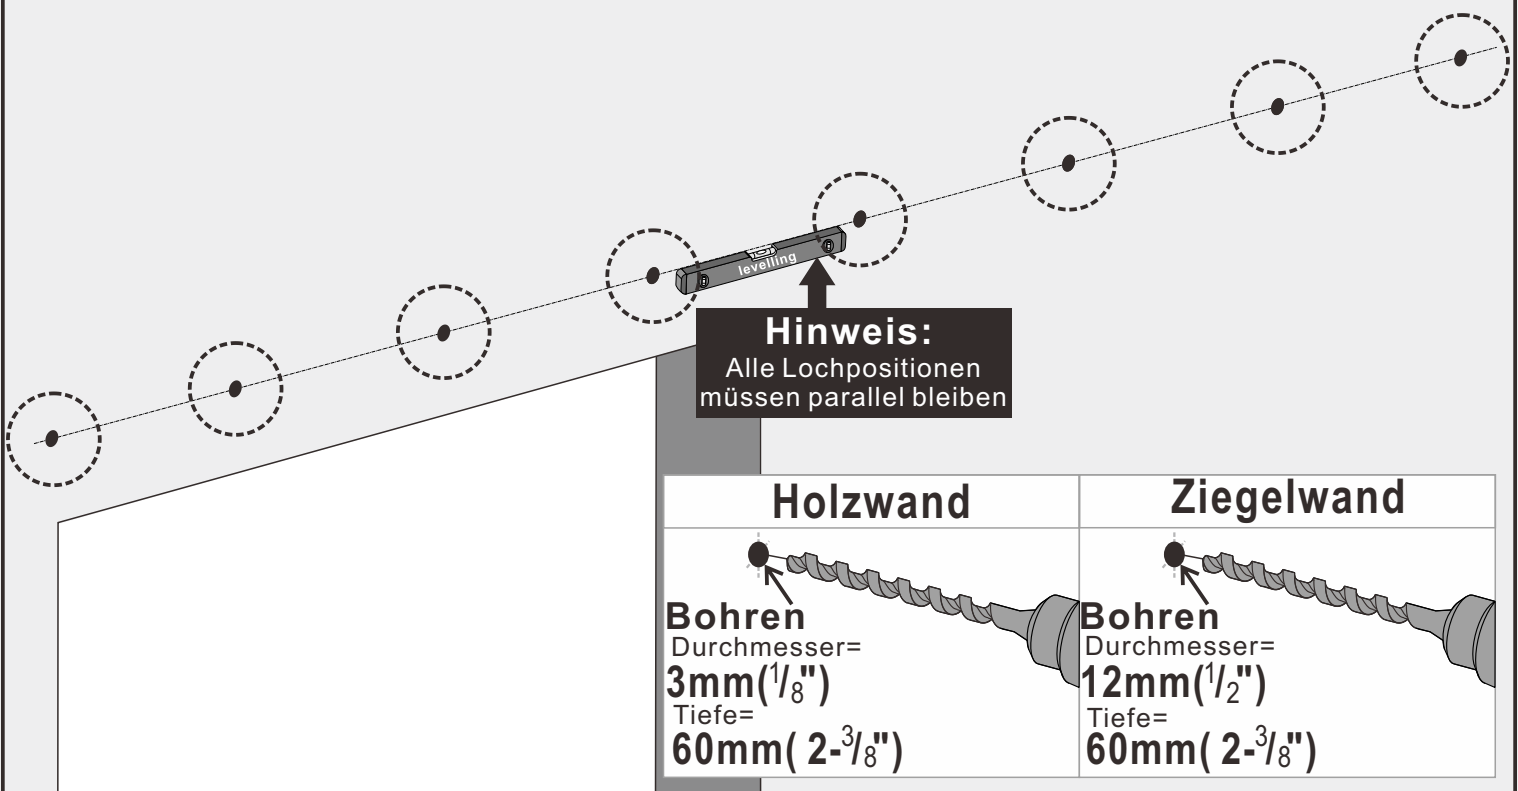 levelling
Hinweis:
Alle Lochpositionen
müssen parallel bleiben
Holzwand
Bohren
Durchmesser=
3mm(1/8")
Tiefe=
60mm( 2-3/8")
Ziegelwand
Bohren
Durchmesser=
12mm(1/2")
Tiefe=
60mm( 2-3/8")